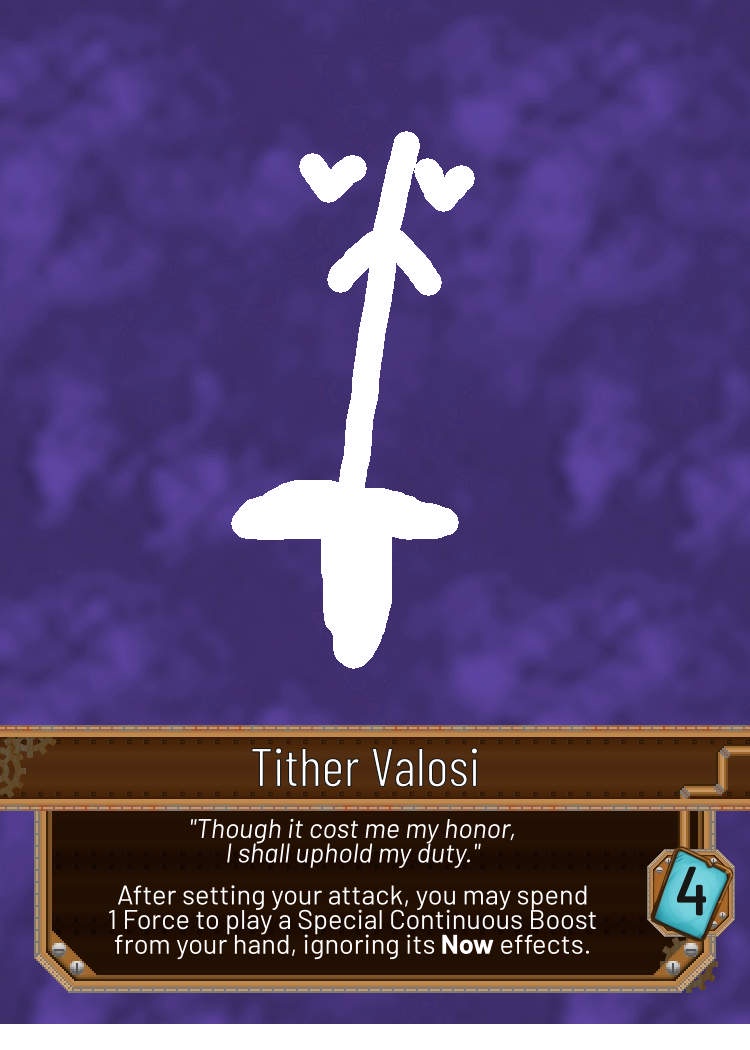 Tither Valosi
"Though it cost me my honor,
I shall uphold my duty."
After setting your attack, you may spend
1 Force to play a Special Continuous Boost
from your hand, ignoring its Now effects.
4